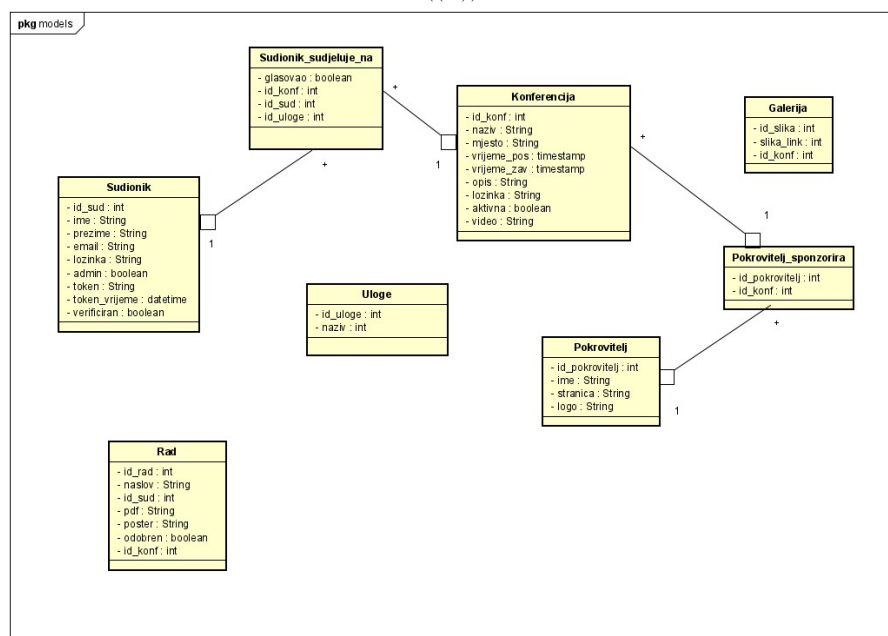 pkg models
Sudionik_sudjeluje_na
- glasovao : boolean
- id_konf : int
- id_sud : int
- id_uloge : int
+
+
Konferencija
- id_konf : int
- naziv : String
- mjesto : String
- vrijeme_pos : timestamp
- vrijeme_zav : timestamp
- opis : String
- lozinka : String
- aktivna : boolean
- video : String
1
+
Galerija
- id_slika : int
- slika_link : int
- id_konf : int
Sudionik
- id_sud : int
- ime : String
- prezime : String
- email : String
- lozinka : String
- admin : boolean
- token : String
- token_vrijeme : datetime
- verificiran : boolean
1
1
Pokrovitelj_sponzorira
- id_pokrovitelj : int
- id_konf : int
+
Uloge
- id_uloge : int
- naziv : int
Pokrovitelj
- id_pokrovitelj : int
- ime : String
- stranica : String
- logo : String
1
Rad
- id_rad : int
- naslov : String
- id_sud : int
- pdf : String
- poster : String
- odobren : boolean
- id_konf : int